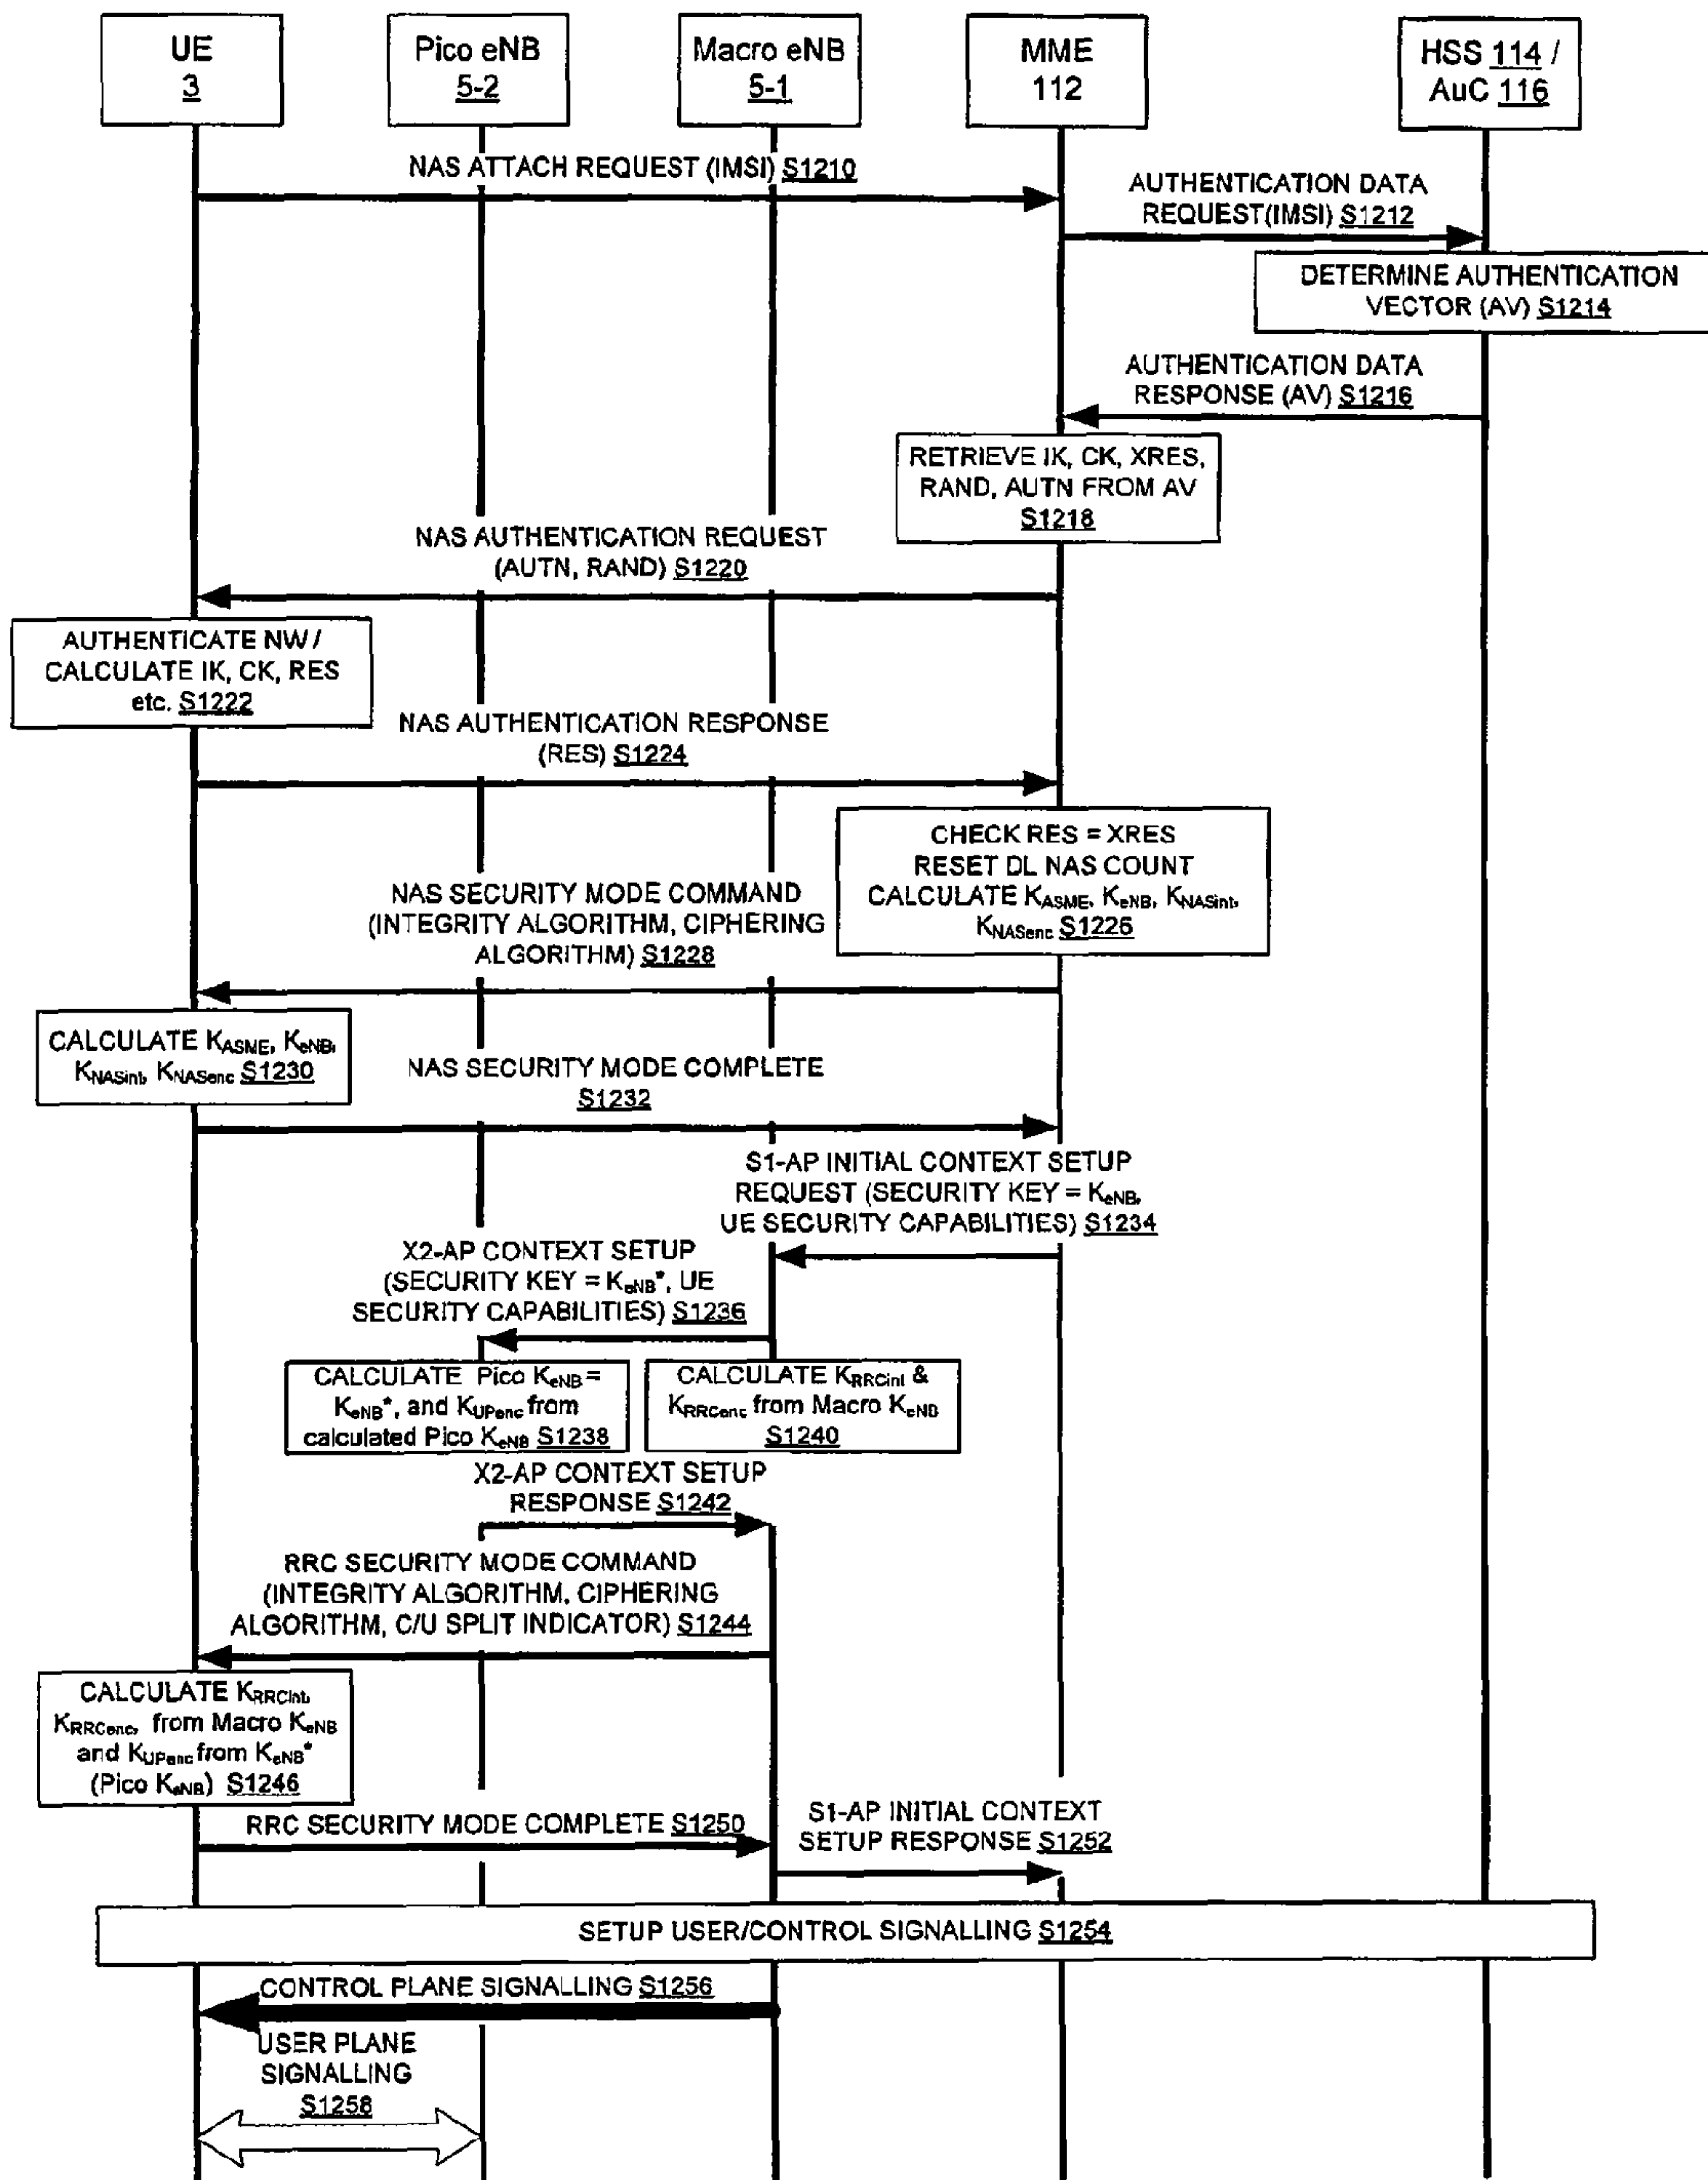 UE
3
Pico eNB
5-2
Macro eNB
5-1
MME
112
HSS 114 /
AuC 116
NAS ATTACH REQUEST (IMSI) S1210
AUTHENTICATION DATA
REQUEST(IMSI) S1212
DETERMINE AUTHENTICATION
VECTOR (AV) S1214
AUTHENTICATION DATA
RESPONSE (AV) S1216
RETRIEVE IK, CK, XRES,
RAND, AUTN FROM AV
S1218
NAS AUTHENTICATION REQUEST
(AUTN, RAND) S1220
AUTHENTICATE NW /
CALCULATE IK, CK, RES
etc. S1222
NAS AUTHENTICATION RESPONSE
(RES) S1224
CHECK RES = XRES
RESET DL NAS COUNT
CALCULATE KASME, KeNB, KNASint,
KNASenc S1226
NAS SECURITY MODE COMMAND
(INTEGRITY ALGORITHM, CIPHERING
ALGORITHM) S1228
CALCULATE KASME, KeNB,
KNASint, KNASenc S1230
NAS SECURITY MODE COMPLETE
S1232
S1-AP INITIAL CONTEXT SETUP
REQUEST (SECURITY KEY = KeNB,
UE SECURITY CAPABILITIES) S1234
X2-AP CONTEXT SETUP
(SECURITY KEY = KeNB*, UE
SECURITY CAPABILITIES) S1236
CALCULATE Pico KeNB =
KeNB*, and KUPenc from
calculated Pico KeNB S1238
CALCULATE KRRCint &
KRRCenc from Macro KeNB
S1240
X2-AP CONTEXT SETUP
RESPONSE S1242
RRC SECURITY MODE COMMAND
(INTEGRITY ALGORITHM, CIPHERING
ALGORITHM, C/U SPLIT INDICATOR) S1244
CALCULATE KRRCint,
KRRCenc, from Macro KeNB
and KUPenc from KeNB*
(Pico KeNB) S1246
RRC SECURITY MODE COMPLETE S1250
S1-AP INITIAL CONTEXT
SETUP RESPONSE S1252
SETUP USER/CONTROL SIGNALLING S1254
CONTROL PLANE SIGNALLING S1256
USER PLANE
SIGNALLING
S1258